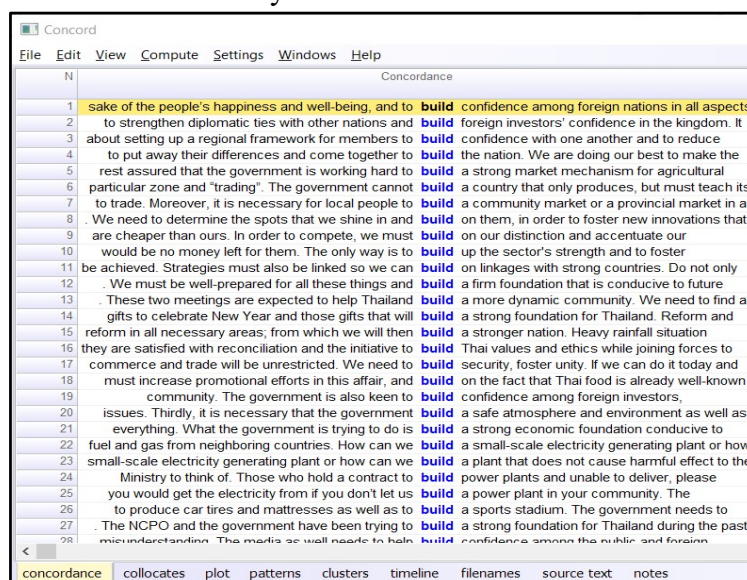 Concord
File Edit View Compute Settings Windows Help
N Concordance
1 sake of the people's happiness and well-being, and to build confidence among foreign nations in all aspects
2 to strengthen diplomatic ties with other nations and build foreign investors' confidence in the kingdom. It
3 about setting up a regional framework for members to build confidence with one another and to reduce
4 to put away their differences and come together to build the nation. We are doing our best to make the
5 rest assured that the government is working hard to build a strong market mechanism for agricultural
6 particular zone and “trading”. The government cannot build a country that only produces, but must teach its
7 to trade. Moreover, it is necessary for local people to build a community market or a provincial market in a
8 . We need to determine the spots that we shine in and build on them, in order to foster new innovations that
9 are cheaper than ours. In order to compete, we must build on our distinction and accentuate our
10 would be no money left for them. The only way is to build up the sector's strength and to foster
11 be achieved. Strategies must also be linked so we can build on linkages with strong countries. Do not only
12 . We must be well-prepared for all these things and build a firm foundation that is conducive to future
13 . These two meetings are expected to help Thailand build a more dynamic community. We need to find a
14 gifts to celebrate New Year and those gifts that will build a strong foundation for Thailand. Reform and
15 reform in all necessary areas; from which we will then build a stronger nation. Heavy rainfall situation
16 they are satisfied with reconciliation and the initiative to build Thai values and ethics while joining forces to
17 commerce and trade will be unrestricted. We need to build security, foster unity. If we can do it today and
18 must increase promotional efforts in this affair, and build on the fact that Thai food is already well-known
19 community. The government is also keen to build confidence among foreign investors,
20 issues. Thirdly, it is necessary that the government build a safe atmosphere and environment as well as
21 everything. What the government is trying to do is build a strong economic foundation conducive to
22 fuel and gas from neighboring countries. How can we build a small-scale electricity generating plant or how
23 small-scale electricity generating plant or how can we build a plant that does not cause harmful effect to the
24 Ministry to think of. Those who hold a contract to build power plants and unable to deliver, please
25 you would get the electricity from if you don't let us build a power plant in your community. The
26 to produce car tires and mattresses as well as to build a sports stadium. The government needs to
27 . The NCPO and the government have been trying to build a strong foundation for Thailand during the past
28 misunderstanding. The media as well needs to help build confidence among the public and foreign
concordance collocates plot patterns clusters timeline filenames source text notes